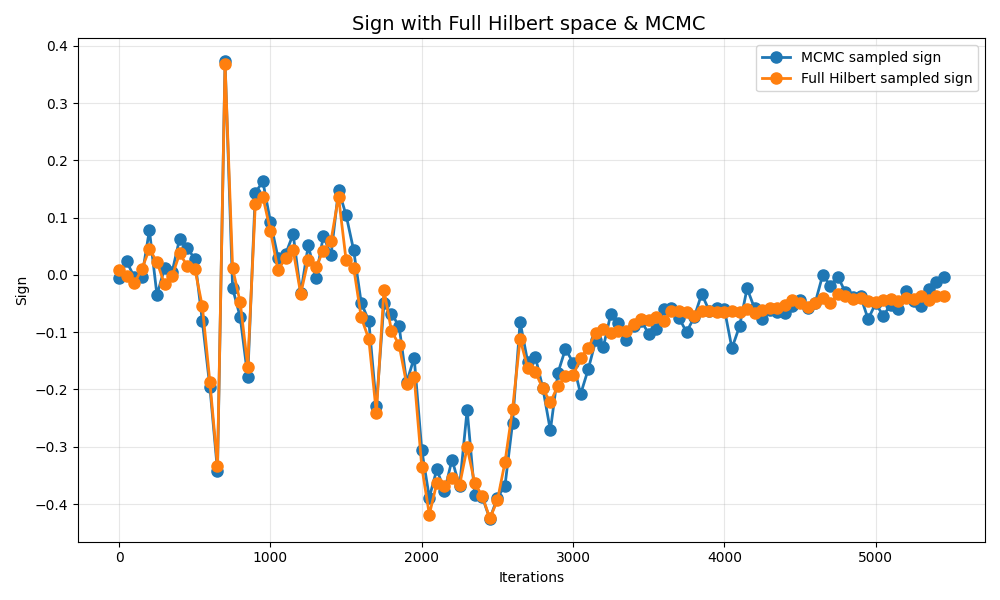 Sign with Full Hilbert space & MCMC
MCMC sampled sign
Full Hilbert sampled sign
Sign
0.4
0.3
0.2
0.1
0.0
−0.1
−0.2
−0.3
−0.4
0 1000 2000 3000 4000 5000
Iterations